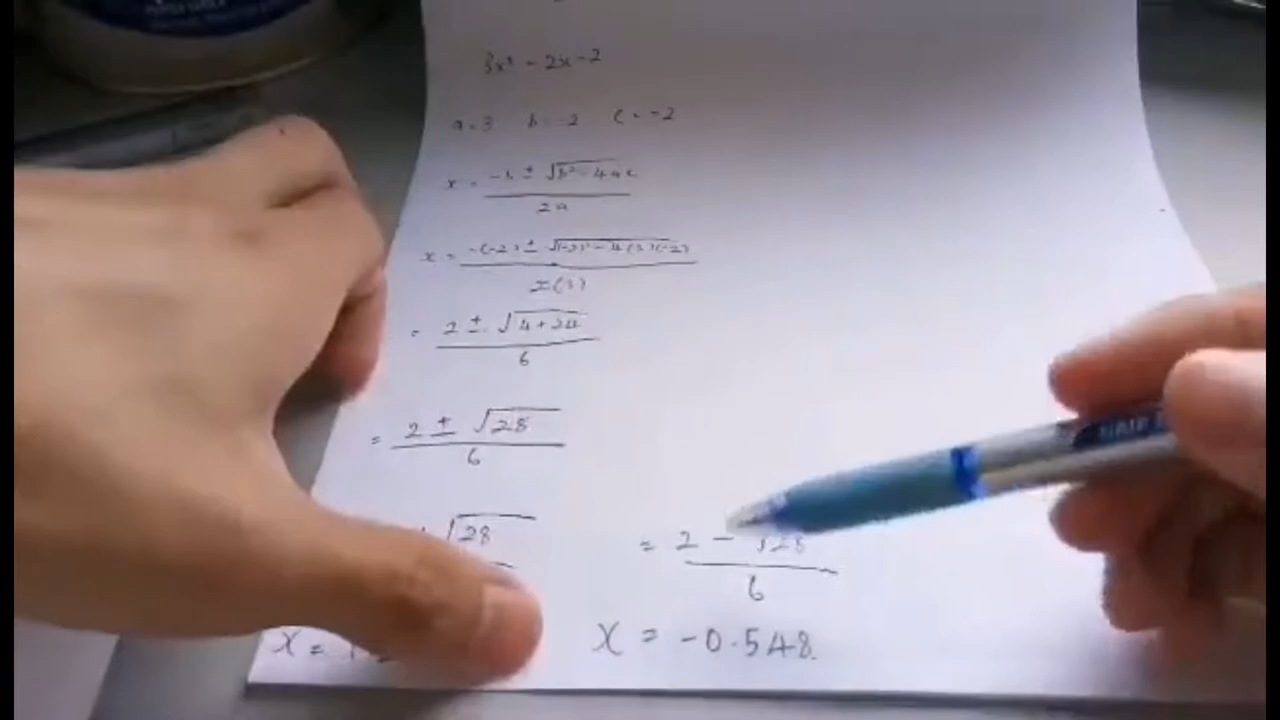 3x² - 2x - 2
a = 3 b = -2 c = -2
x = -b ± √b² - 4ac
2a
x = -(-2) ± √(-2)² - 4(3)(-2)
2(3)
= 2 ± √4+24
6
= 2 ± √28
6
√28 = 2 - √28
6
x = x = -0.548